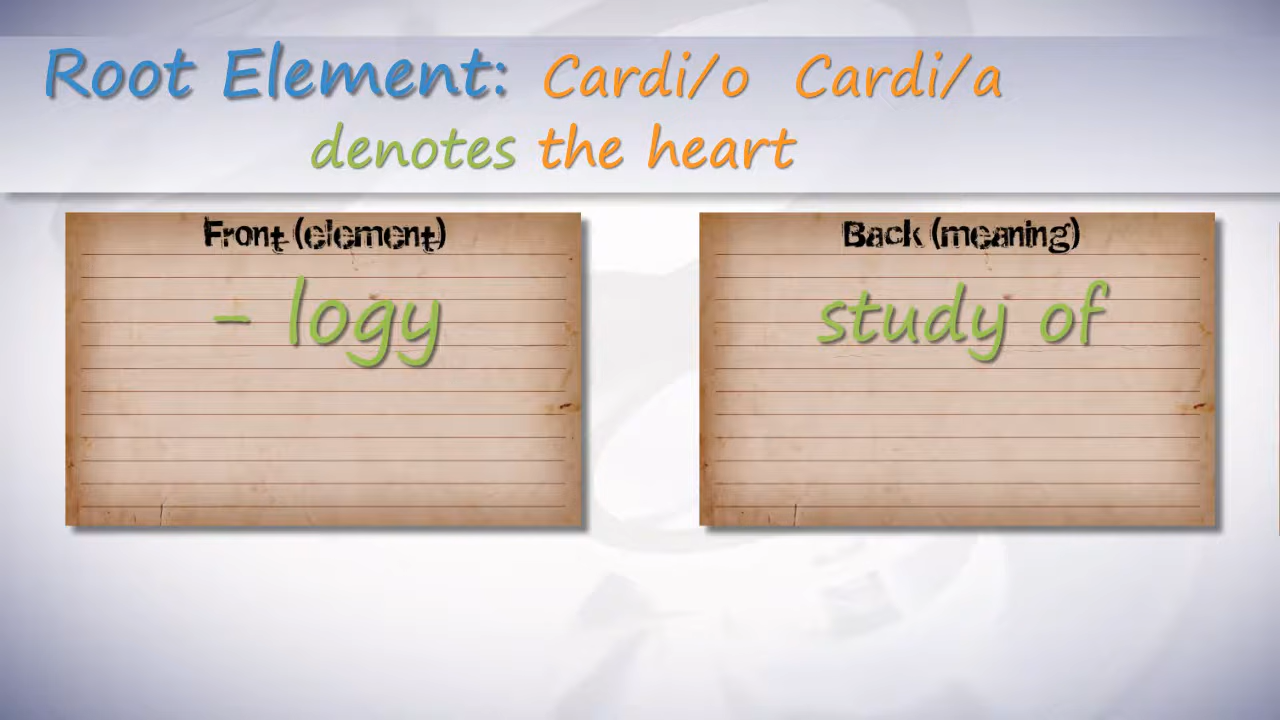 Root Element: Cardi/o Cardi/a
denotes the heart
Front (element)
- logy
Back (meaning)
study of